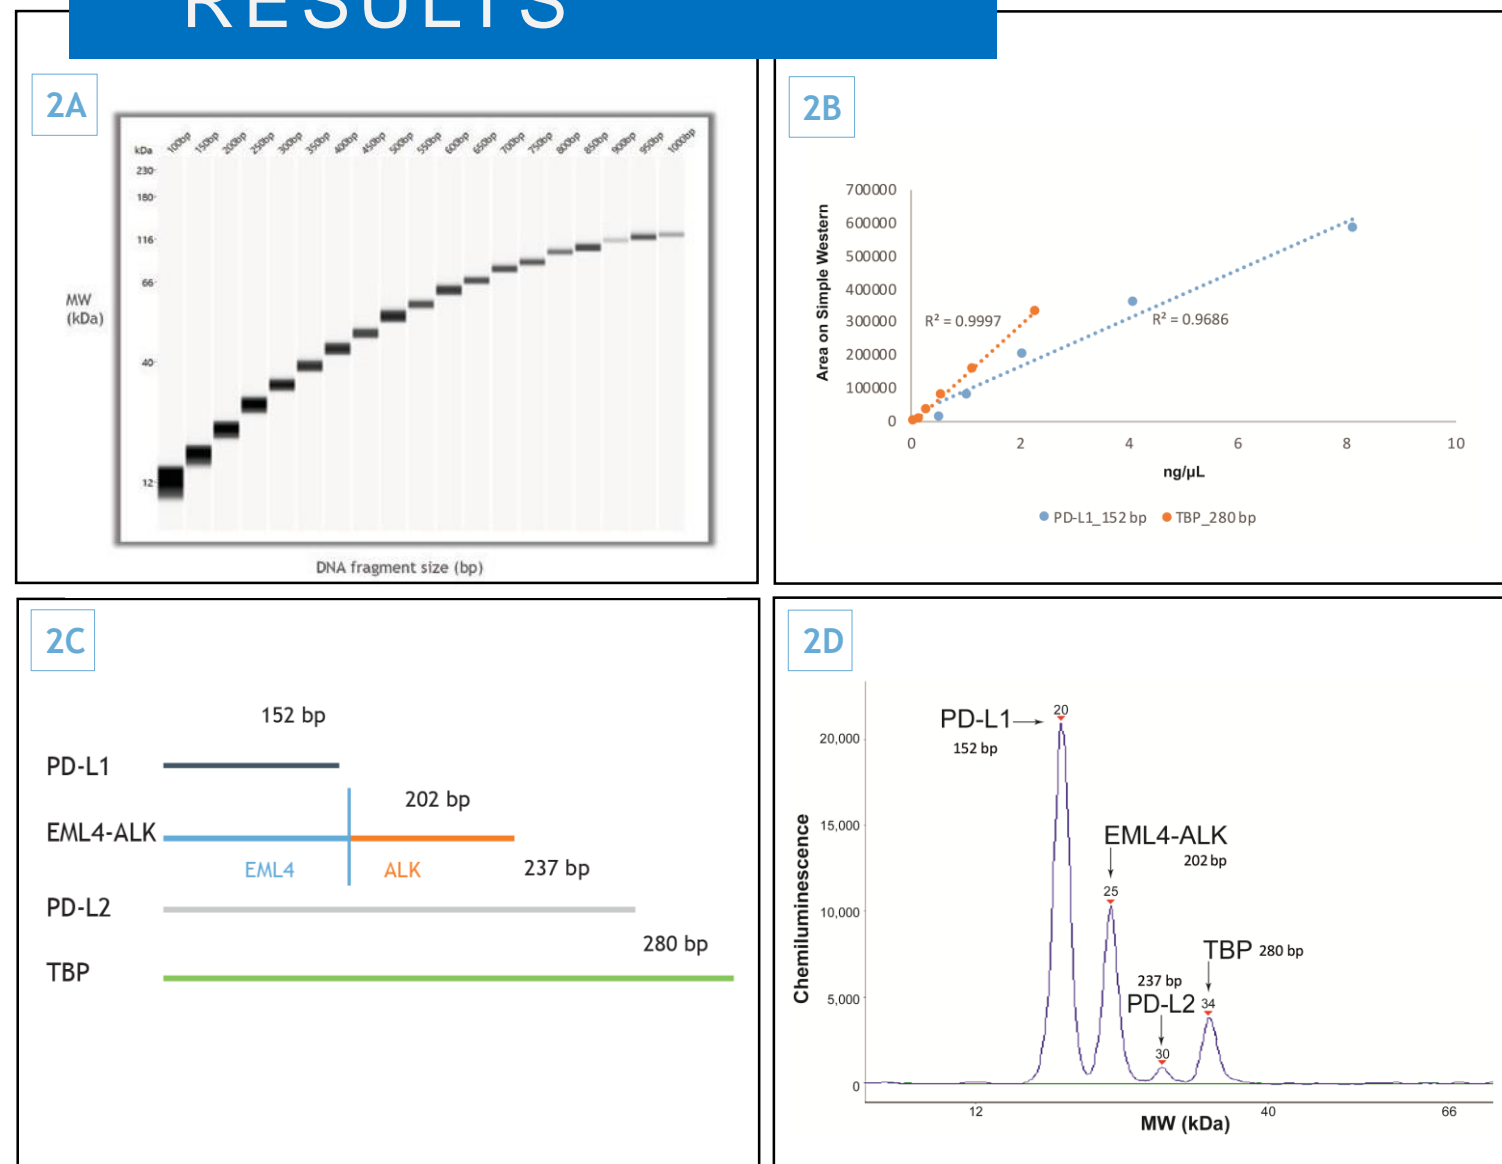 RESULTS
2A
kDa
100bp 150bp 200bp 250bp 300bp 350bp 400bp 450bp 500bp 550bp 600bp 650bp 700bp 750bp 800bp 850bp 900bp 950bp 1000bp
230
180
116
66
40
12
MW
(kDa)
DNA fragment size (bp)
2B
700000
600000
500000
400000
300000
200000
100000
0
Area on Simple Western
R² = 0.9997
R² = 0.9686
0 2 4 6 8 10
ng/µL
PD-L1_152 bp TBP_280 bp
2C
152 bp
PD-L1
202 bp
EML4-ALK
EML4 ALK
237 bp
PD-L2
280 bp
TBP
2D
20,000
15,000
10,000
5,000
0
Chemiluminescence
PD-L1
152 bp
20
EML4-ALK
202 bp
25
237 bp
PD-L2
30
TBP 280 bp
34
12 40 66
MW (kDa)